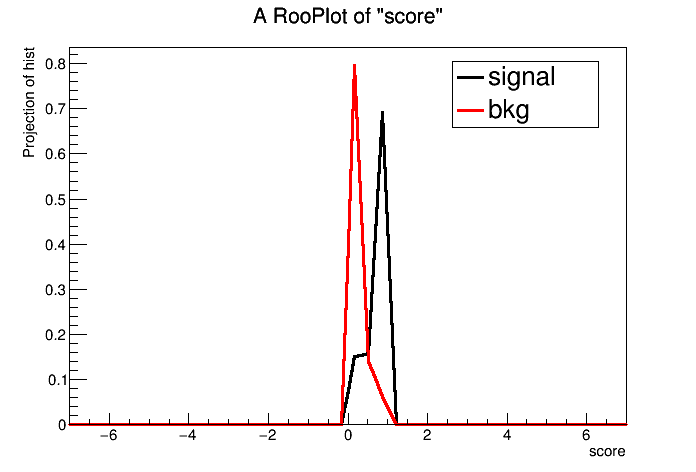 A RooPlot of "score"
Projection of hist
signal
bkg
0.8
0.7
0.6
0.5
0.4
0.3
0.2
0.1
0
−6 −4 −2 0 2 4 6
score